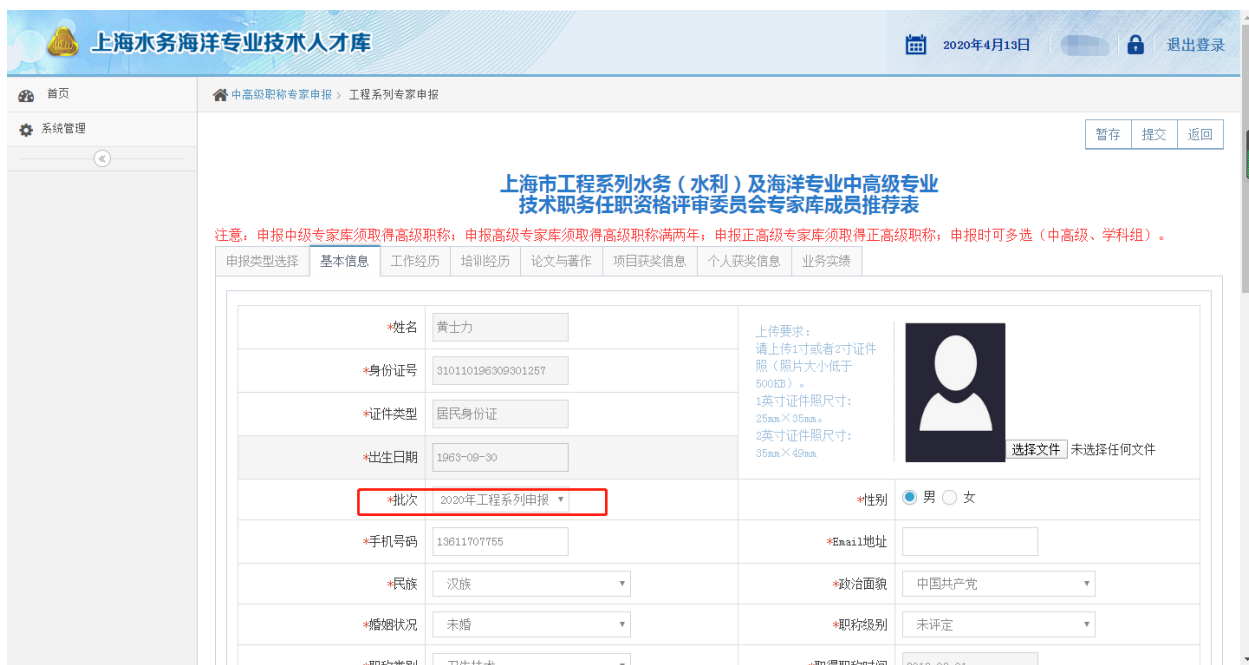 上海水务海洋专业技术人才库
2020年4月13日 退出登录
首页
中高级职称专家申报 > 工程系列专家申报
系统管理
暂存 提交 返回
上海市工程系列水务（水利）及海洋专业中高级专业
技术职务任职资格评审委员会专家库成员推荐表
注意：申报中级专家库须取得高级职称；申报高级专家库须取得高级职称满两年；申报正高级专家库须取得正高级职称；申报时可多选（中高级、学科组）。
申报类型选择 基本信息 工作经历 培训经历 论文与著作 项目获奖信息 个人获奖信息 业务实绩
*姓名 黄士力
*身份证号 310110196309301257
*证件类型 居民身份证
*出生日期 1963-09-30
上传要求：
请上传1寸或者2寸证件
照（照片大小低于
500KB）。
1英寸证件照尺寸：
25mm×35mm。
2英寸证件照尺寸：
35mm×49mm
选择文件 未选择任何文件
*批次 2020年工程系列申报 *性别 男 女
*手机号码 13611707755 *Email地址
*民族 汉族 *政治面貌 中国共产党
*婚姻状况 未婚 *职称级别 未评定
*职称类别 卫生技术 *取得职称时间